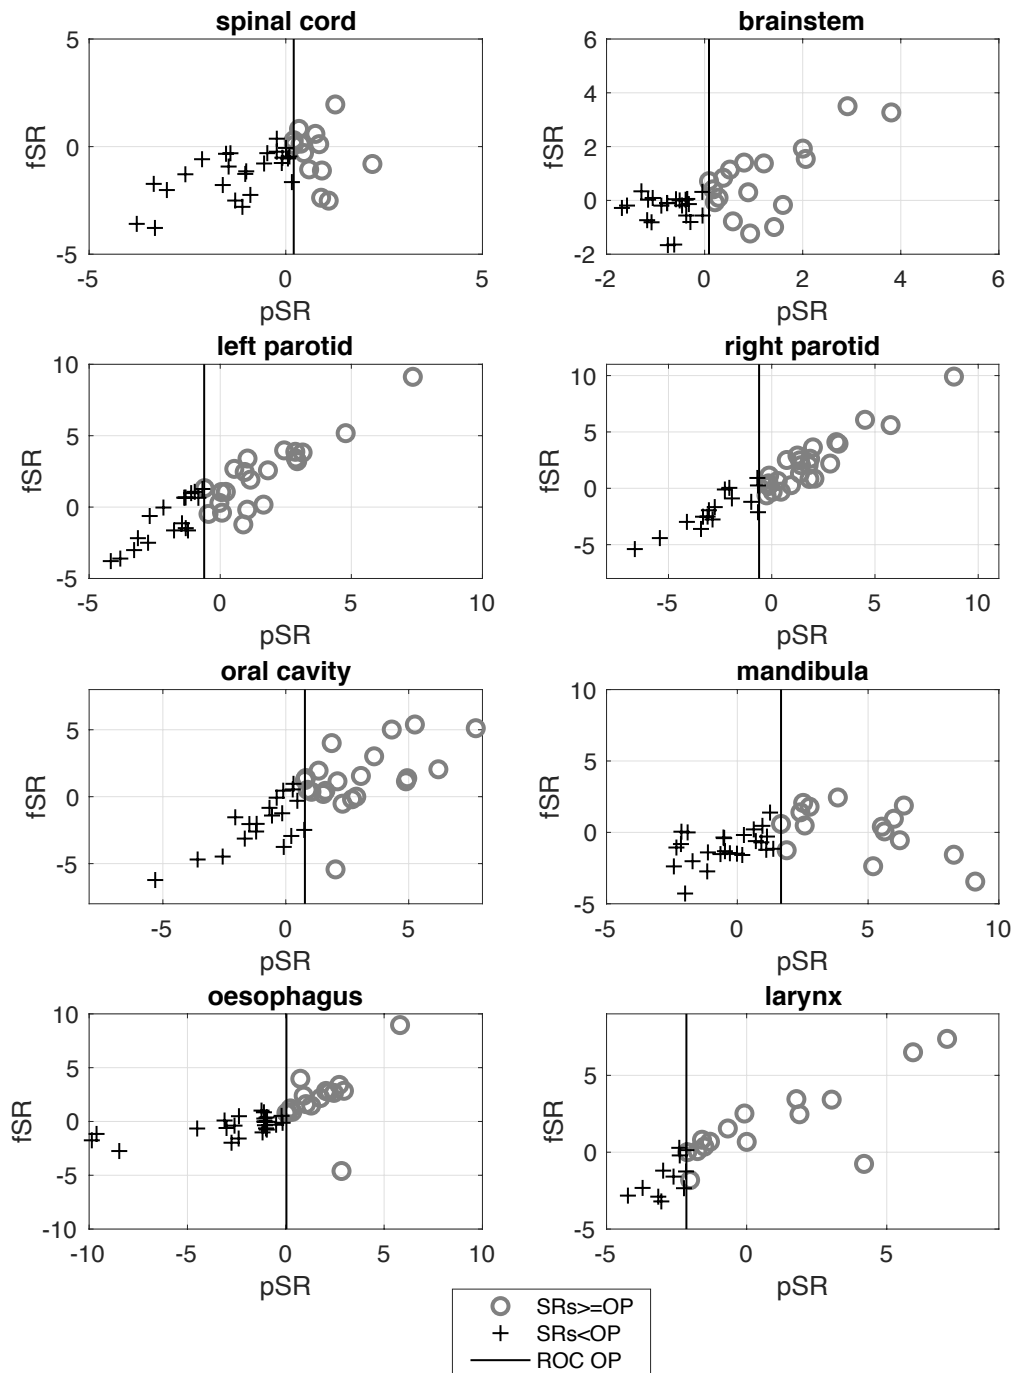 spinal cord
5
0
-5
fSR
-5
0
5
pSR
brainstem
6
4
2
0
-2
fSR
-2
0
2
4
6
pSR
left parotid
10
5
0
-5
fSR
-5
0
5
10
pSR
right parotid
10
5
0
-5
fSR
-5
0
5
10
pSR
oral cavity
5
0
-5
fSR
-5
0
5
pSR
mandibula
10
5
0
-5
fSR
-5
0
5
10
pSR
oesophagus
10
5
0
-5
-10
fSR
-10
-5
0
5
10
pSR
larynx
5
0
-5
fSR
-5
0
5
pSR
SRs>=OP
SRs<OP
ROC OP